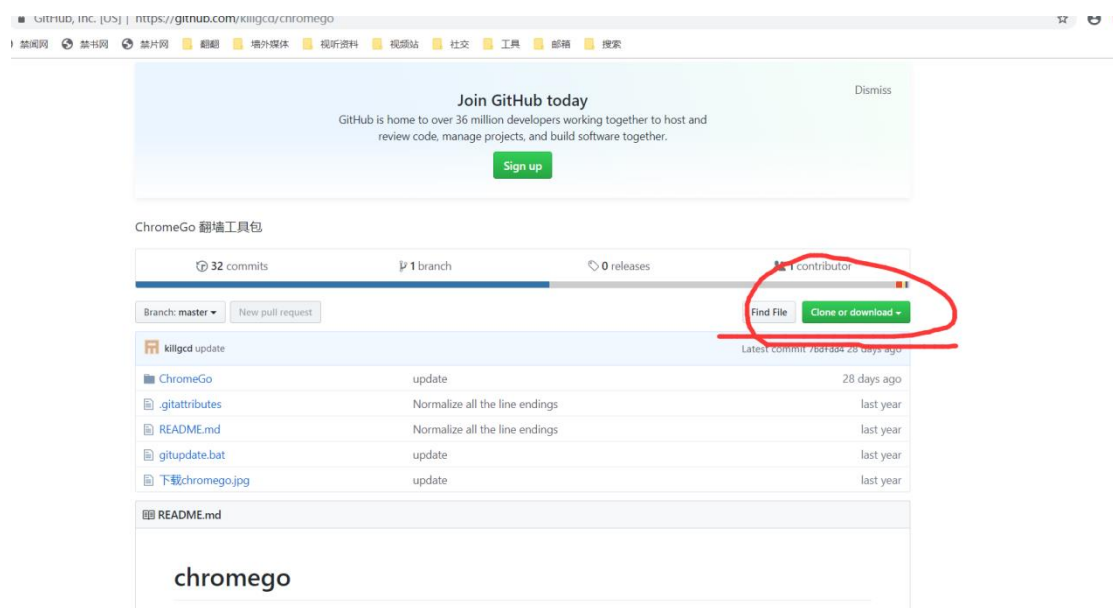 GitHub, Inc. [US] | https://github.com/killgcd/chromego
禁闻网 禁书网 禁片网 翻翻 墙外媒体 视听资料 视频站 社交 工具 邮箱 搜索
Dismiss
Join GitHub today
GitHub is home to over 36 million developers working together to host and
review code, manage projects, and build software together.
Sign up
ChromeGo 翻墙工具包
32 commits 1 branch 0 releases 1 contributor
Branch: master New pull request Find File Clone or download
killgcd update Latest commit 28 days ago
ChromeGo update 28 days ago
.gitattributes Normalize all the line endings last year
README.md Normalize all the line endings last year
gitupdate.bat update last year
下载chromego.jpg update last year
README.md
chromego